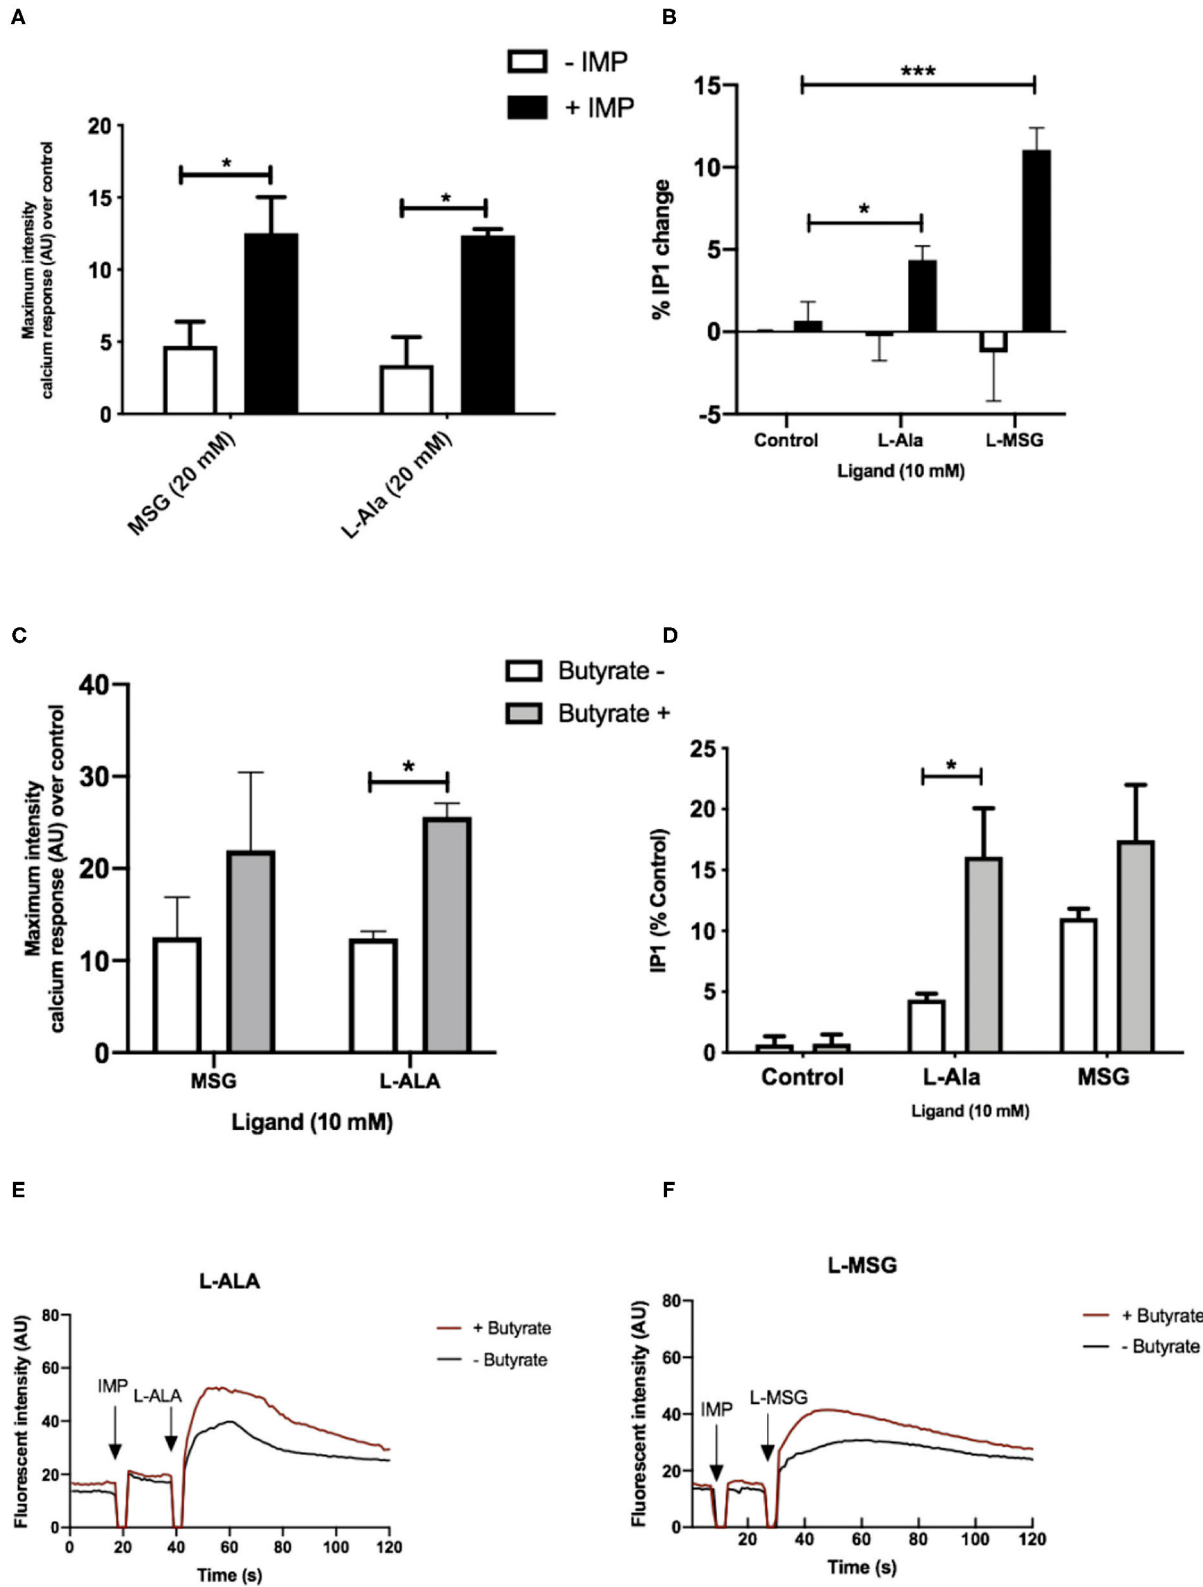 A
- IMP
+ IMP
Maximum intensity
calcium response (AU) over control
20
15
10
5
0
*
*
MSG (20 mM)
L-Ala (20 mM)
B
% IP1 change
15
10
5
0
-5
***
*
Control
L-Ala
L-MSG
Ligand (10 mM)
C
Butyrate -
Butyrate +
Maximum intensity
calcium response (AU) over control
40
30
20
10
0
*
MSG
L-ALA
Ligand (10 mM)
D
IP1 (% Control)
25
20
15
10
5
0
*
Control
L-Ala
MSG
Ligand (10 mM)
E
L-ALA
+ Butyrate
- Butyrate
Fluorescent intensity (AU)
80
60
40
20
0
IMP
L-ALA
0
20
40
60
80
100
120
Time (s)
F
L-MSG
+ Butyrate
- Butyrate
Fluorescent intensity (AU)
80
60
40
20
0
IMP
L-MSG
20
40
60
80
100
120
Time (s)